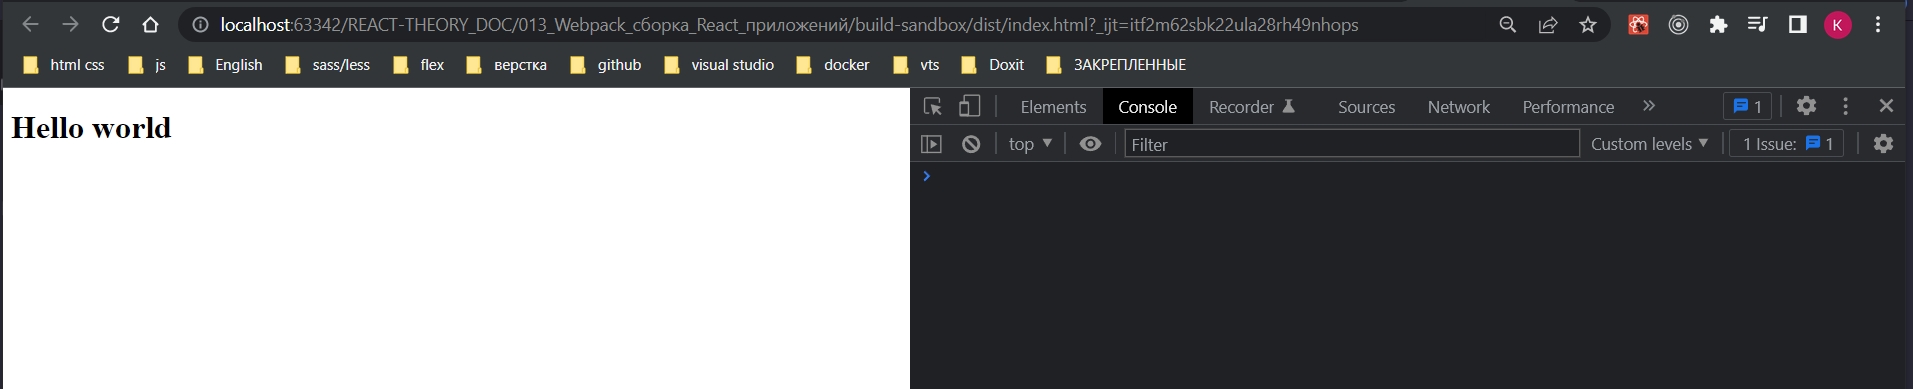 localhost:63342/REACT-THEORY_DOC/013_Webpack_сборка_React_приложений/build-sandbox/dist/index.html?_ijt=itf2m62sbk22ula28rh49nhops K
html css js English sass/less flex верстка github visual studio docker vts Doxit ЗАКРЕПЛЕННЫЕ
Elements Console Recorder Sources Network Performance » 1
Hello world
top Filter Custom levels 1 Issue: 1